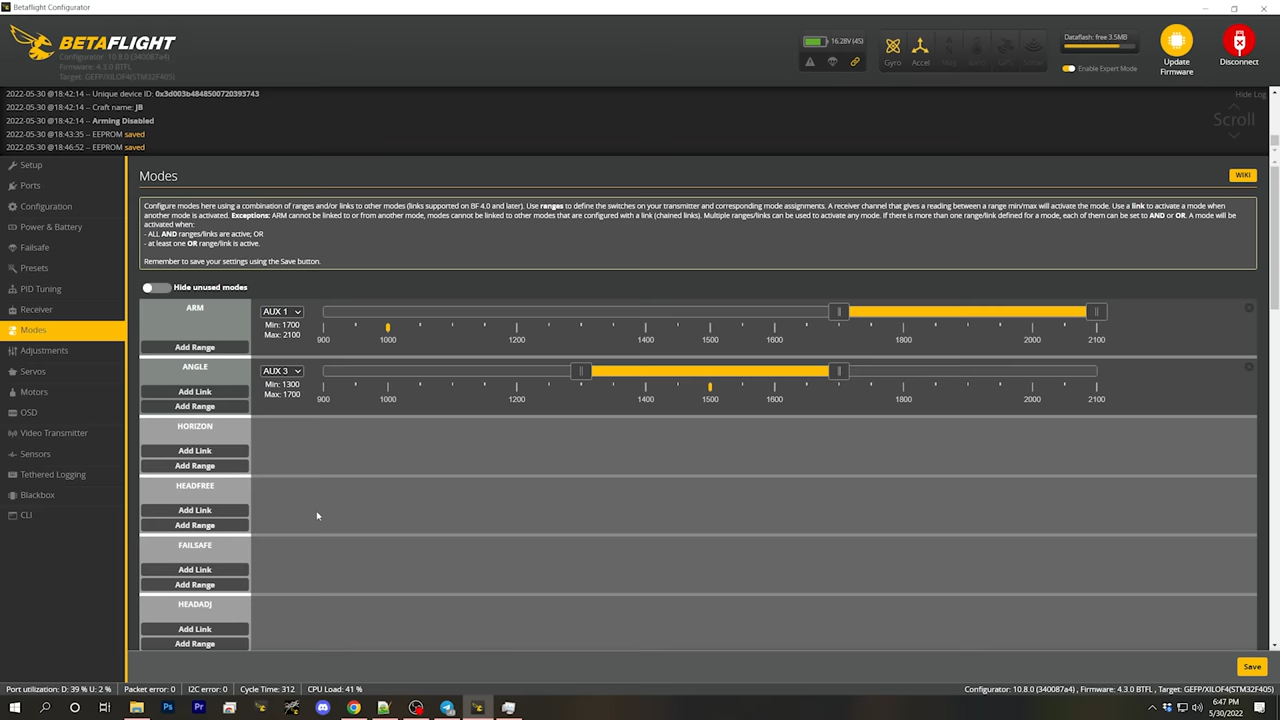 Betaflight Configurator
BETAFLIGHT
Configurator: 10.8.0 (340087a4)
Firmware: 4.3.0 BTFL
Target: GEFP/XILOF4(STM32F405)
16.28V (4S)
Gyro
Accel
Dataflash: free 3.5MB
Enable Expert Mode
Update
Firmware
Disconnect
2022-05-30 @18:42:14 -- Unique device ID: 0x3d003b4848500720393743
2022-05-30 @18:42:14 -- Craft name: JB
2022-05-30 @18:42:14 -- Arming Disabled
2022-05-30 @18:43:35 -- EEPROM saved
2022-05-30 @18:46:52 -- EEPROM saved
Hide Log
Scroll
Setup
Ports
Configuration
Power & Battery
Failsafe
Presets
PID Tuning
Receiver
Modes
Adjustments
Servos
Motors
OSD
Video Transmitter
Sensors
Tethered Logging
Blackbox
CLI
Modes
WIKI
Configure modes here using a combination of ranges and/or links to other modes (links supported on BF 4.0 and later). Use ranges to define the switches on your transmitter and corresponding mode assignments. A receiver channel that gives a reading between a range min/max will activate the mode. Use a link to activate a mode when
another mode is activated. Exceptions: ARM cannot be linked to or from another mode, modes cannot be linked to other modes that are configured with a link (chained links). Multiple ranges/links can be used to activate any mode. If there is more than one range/link defined for a mode, each of them can be set to AND or OR. A mode will be
activated when:
- ALL AND ranges/links are active; OR
- at least one OR range/link is active.
Remember to save your settings using the Save button.
Hide unused modes
ARM
Add Range
AUX 1
Min: 1700
Max: 2100
900 1000 1200 1400 1500 1600 1800 2000 2100
ANGLE
Add Link
Add Range
AUX 3
Min: 1300
Max: 1700
900 1000 1200 1400 1500 1600 1800 2000 2100
HORIZON
Add Link
Add Range
HEADFREE
Add Link
Add Range
FAILSAFE
Add Link
Add Range
HEADADJ
Add Link
Add Range
Save
Port utilization: D: 39 % U: 2 %
Packet error: 0
I2C error: 0
Cycle Time: 312
CPU Load: 41 %
Configurator: 10.8.0 (340087a4), Firmware: 4.3.0 BTFL, Target: GEFP/XILOF4(STM32F405)
6:47 PM
5/30/2022